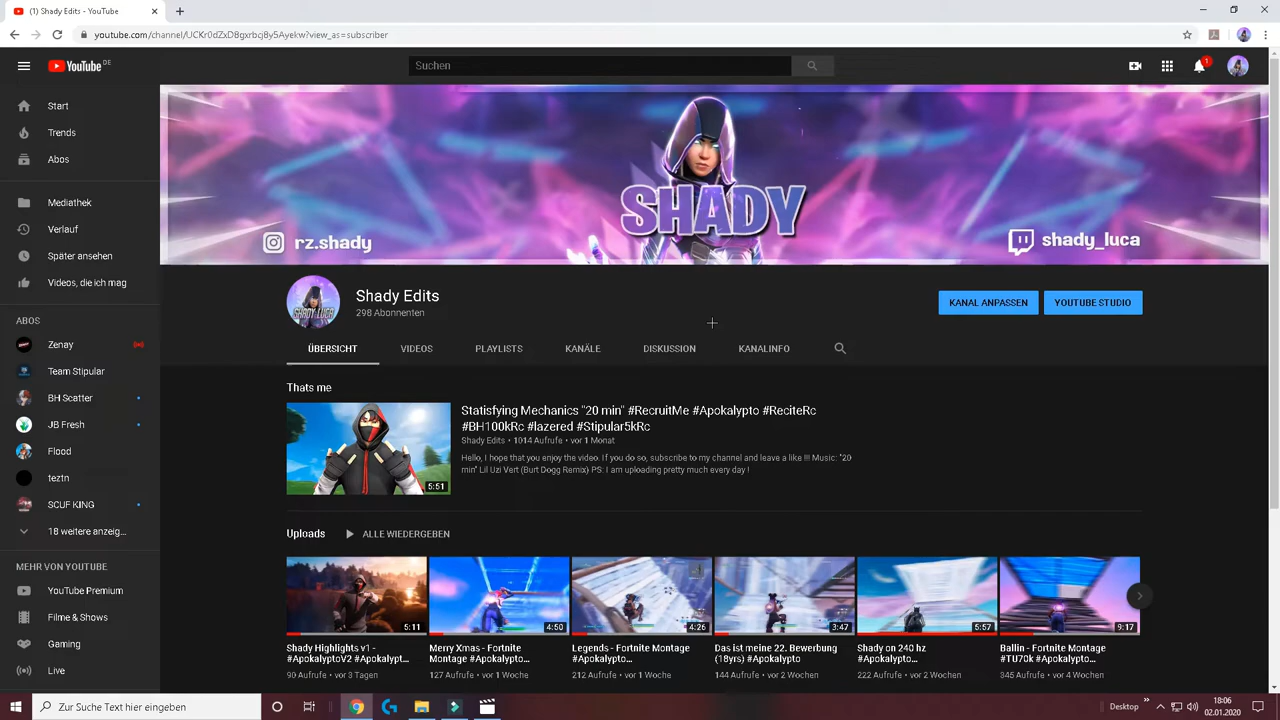 (1) Shady Edits - YouTube
youtube.com/channel/UCKr0dZxD8gxrbcj8y5Ayekw?view_as=subscriber
YouTube DE
Suchen
1
Start
Trends
Abos
Mediathek
Verlauf
Später ansehen
Videos, die ich mag
ABOS
Zenay
Team Stipular
BH Scatter
JB Fresh
Flood
teztn
SCUF KING
18 weitere anzeig...
MEHR VON YOUTUBE
YouTube Premium
Filme & Shows
Gaming
Live
SHADY
rz.shady
shady_luca
SHADY LUCA
Shady Edits
298 Abonnenten
KANAL ANPASSEN
YOUTUBE STUDIO
ÜBERSICHT VIDEOS PLAYLISTS KANÄLE DISKUSSION KANALINFO
Thats me
5:51
Statisfying Mechanics "20 min" #RecruitMe #Apokalypto #ReciteRc
#BH100kRc #lazered #Stipular5kRc
Shady Edits • 1014 Aufrufe • vor 1 Monat
Hello, I hope that you enjoy the video. If you do so, subscribe to my channel and leave a like !!! Music: "20
min" Lil Uzi Vert (Burt Dogg Remix) PS: I am uploading pretty much every day !
Uploads
ALLE WIEDERGEBEN
5:11
Shady Highlights v1 -
#ApokalyptoV2 #Apokalypt...
90 Aufrufe • vor 3 Tagen
4:50
Merry Xmas - Fortnite
Montage #Apokalypto...
127 Aufrufe • vor 1 Woche
4:26
Legends - Fortnite Montage
#Apokalypto...
212 Aufrufe • vor 1 Woche
3:47
Das ist meine 22. Bewerbung
(18yrs) #Apokalypto
144 Aufrufe • vor 2 Wochen
5:57
Shady on 240 hz
#Apokalypto...
222 Aufrufe • vor 2 Wochen
9:17
Ballin - Fortnite Montage
#TU70k #Apokalypto...
345 Aufrufe • vor 4 Wochen
Zur Suche Text hier eingeben
Desktop
18:06
02.01.2020